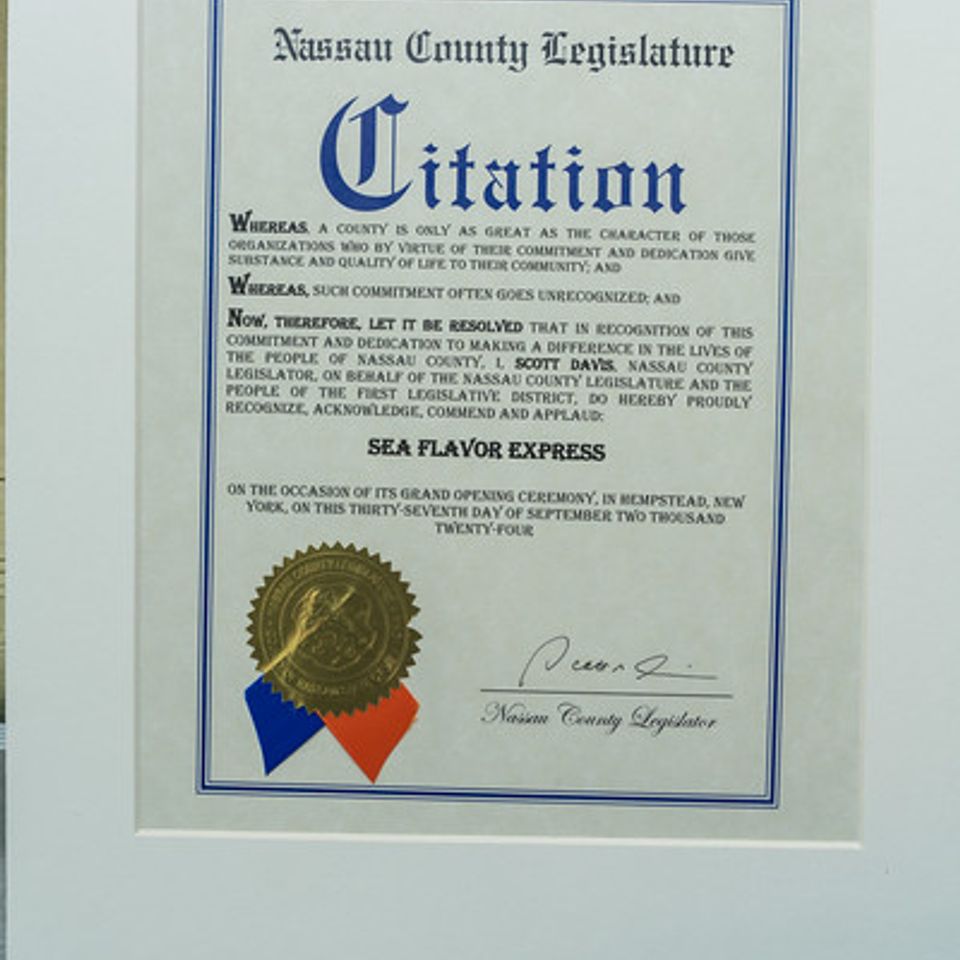 Nassau County Legislature
Citation
WHEREAS, A COUNTY IS ONLY AS GREAT AS THE CHARACTER OF THOSE
ORGANIZATIONS WHO BY VIRTUE OF THEIR COMMITMENT AND DEDICATION GIVE
SUBSTANCE AND QUALITY OF LIFE TO THEIR COMMUNITY; AND
WHEREAS, SUCH COMMITMENT OFTEN GOES UNRECOGNIZED; AND
NOW, THEREFORE, LET IT BE RESOLVED THAT IN RECOGNITION OF THIS
COMMITMENT AND DEDICATION TO MAKING A DIFFERENCE IN THE LIVES OF
THE PEOPLE OF NASSAU COUNTY, I, SCOTT DAVIS, NASSAU COUNTY
LEGISLATOR, ON BEHALF OF THE NASSAU COUNTY LEGISLATURE AND THE
PEOPLE OF THE FIRST LEGISLATIVE DISTRICT, DO HEREBY PROUDLY
RECOGNIZE, ACKNOWLEDGE, COMMEND AND APPLAUD:
SEA FLAVOR EXPRESS
ON THE OCCASION OF ITS GRAND OPENING CEREMONY, IN HEMPSTEAD, NEW
YORK, ON THIS THIRTY-SEVENTH DAY OF SEPTEMBER TWO THOUSAND
TWENTY-FOUR
Nassau County Legislator